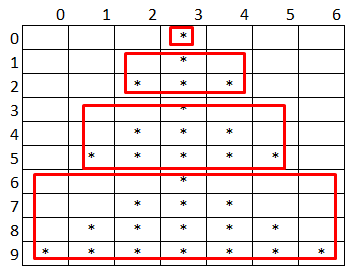 0 1 2 3 4 5 6
0 *
1 *
2 * * *
3 *
4 * * *
5 * * * * *
6 *
7 * * *
8 * * * * *
9 * * * * * * *